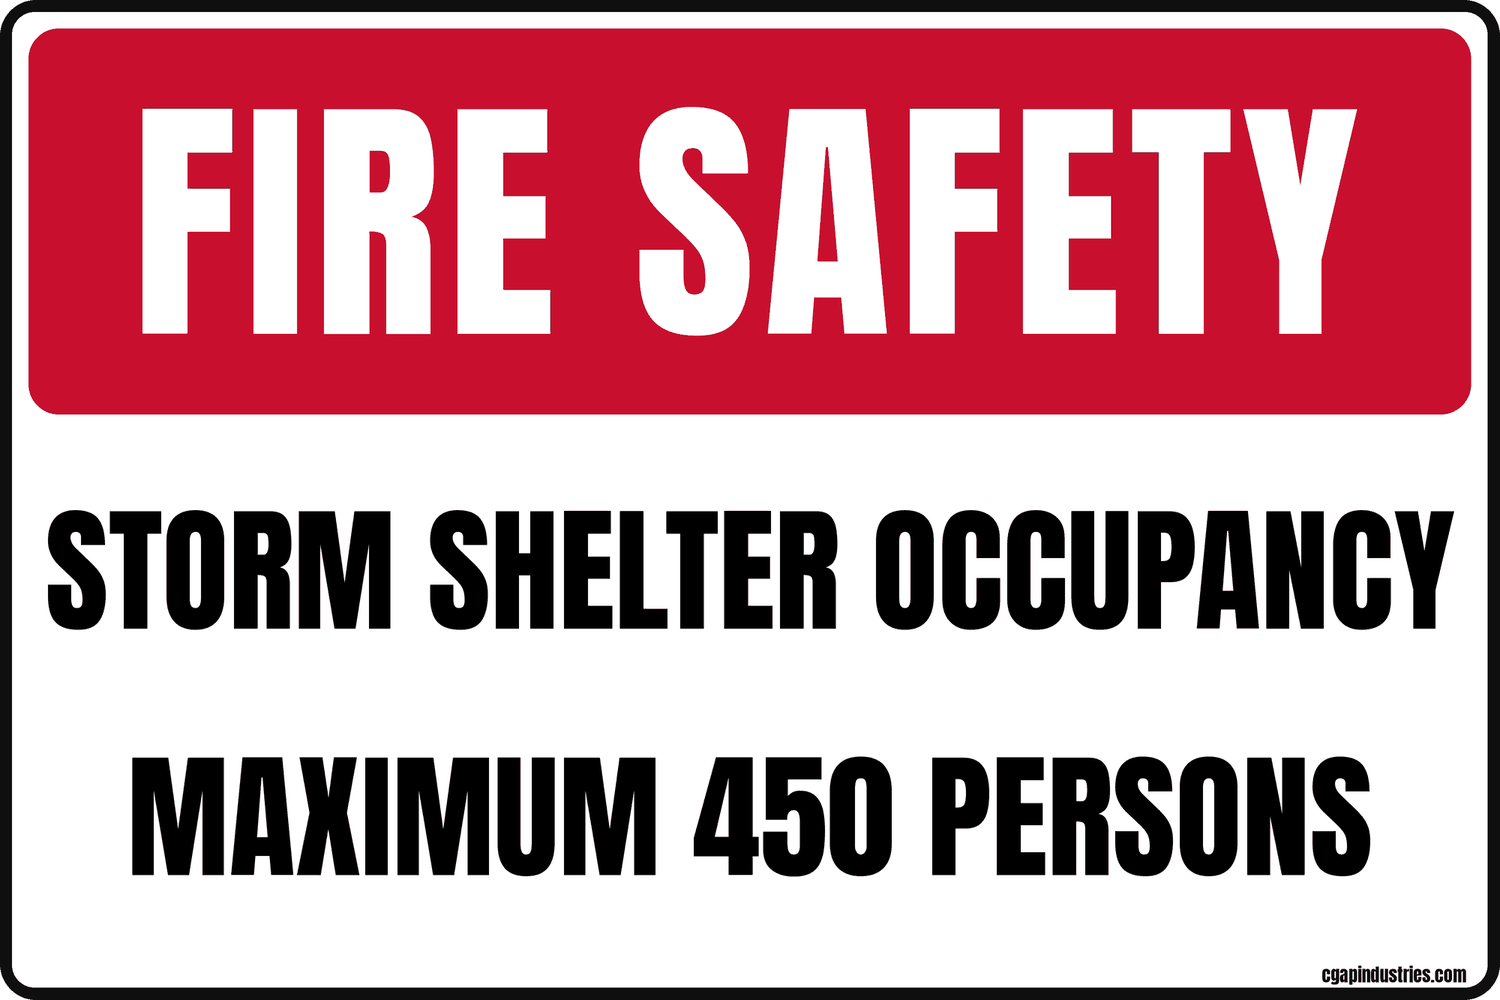 FIRE SAFETY
STORM SHELTER OCCUPANCY
MAXIMUM 450 PERSONS
cgapindustries.com